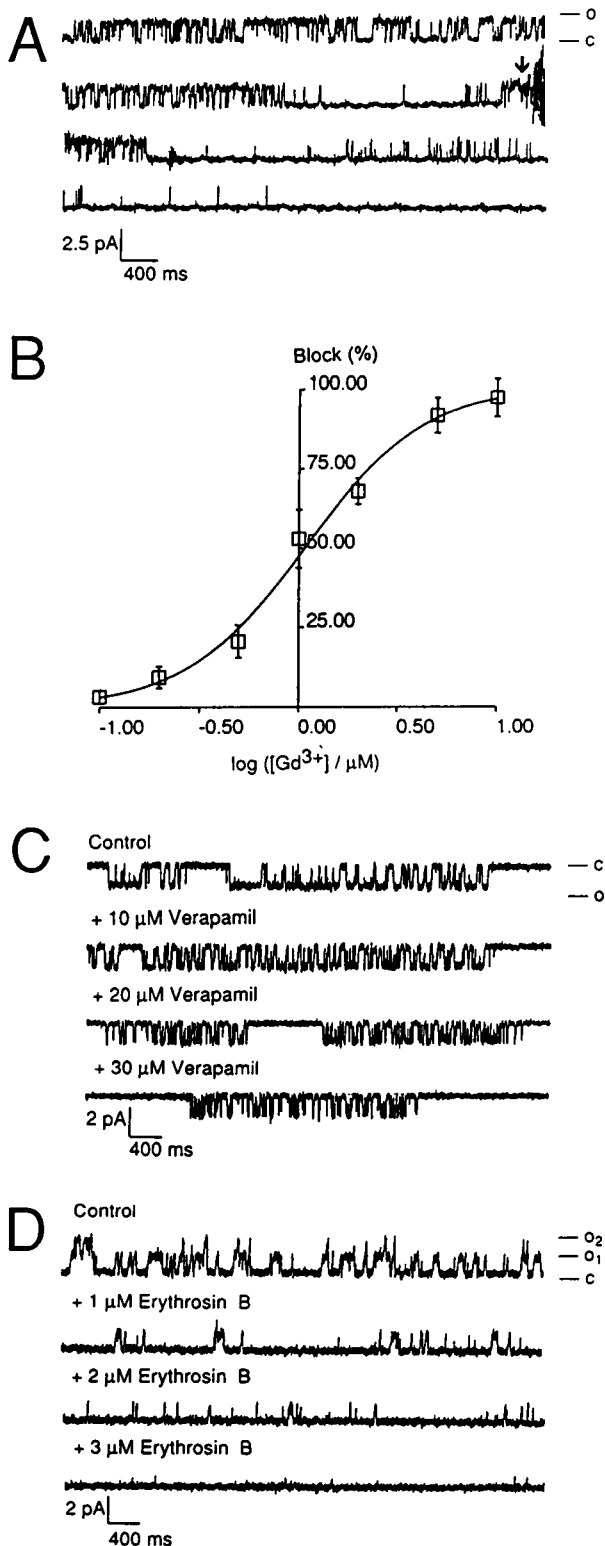 A
o
c
2.5 pA
400 ms
B
Block (%)
100.00
75.00
50.00
25.00
-1.00 -0.50 0.00 0.50 1.00
log ([Gd3+] / µM)
C
Control
c
o
+ 10 µM Verapamil
+ 20 µM Verapamil
+ 30 µM Verapamil
2 pA
400 ms
D
Control
o2
o1
c
+ 1 µM Erythrosin B
+ 2 µM Erythrosin B
+ 3 µM Erythrosin B
2 pA
400 ms